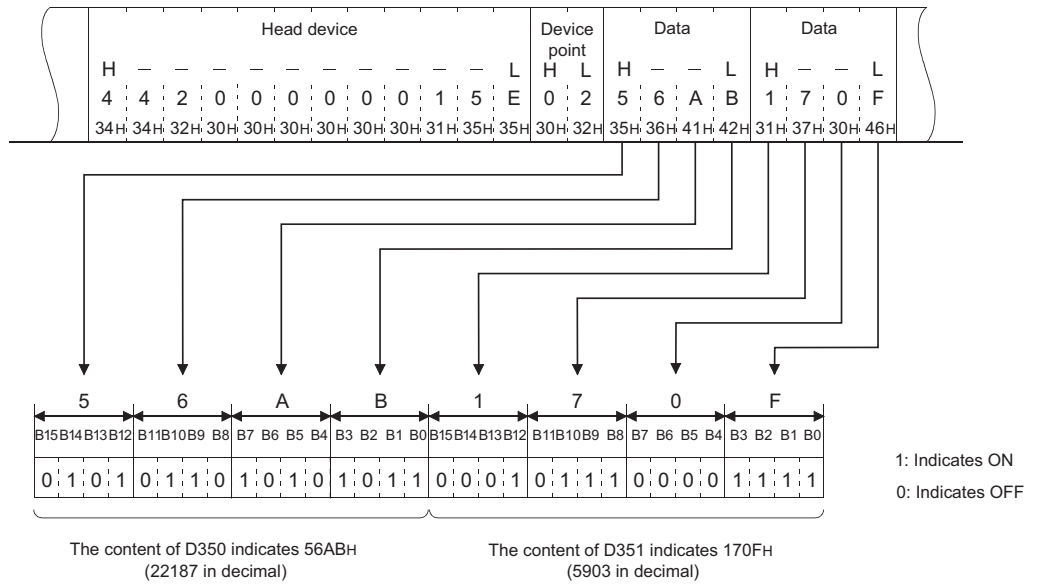 Head device Device point Data Data
H – – – – – – – – – – L H L H – – L H – – L
4 4 2 0 0 0 0 0 0 1 5 E 0 2 5 6 A B 1 7 0 F
34H 34H 32H 30H 30H 30H 30H 30H 30H 31H 35H 35H 30H 32H 35H 36H 41H 42H 31H 37H 30H 46H
5 6 A B 1 7 0 F
B15 B14 B13 B12 B11 B10 B9 B8 B7 B6 B5 B4 B3 B2 B1 B0 B15 B14 B13 B12 B11 B10 B9 B8 B7 B6 B5 B4 B3 B2 B1 B0
0 1 0 1 0 1 1 0 1 0 1 0 1 0 1 1 0 0 0 1 0 1 1 1 0 0 0 0 1 1 1 1
1: Indicates ON
0: Indicates OFF
The content of D350 indicates 56ABH
(22187 in decimal)
The content of D351 indicates 170FH
(5903 in decimal)